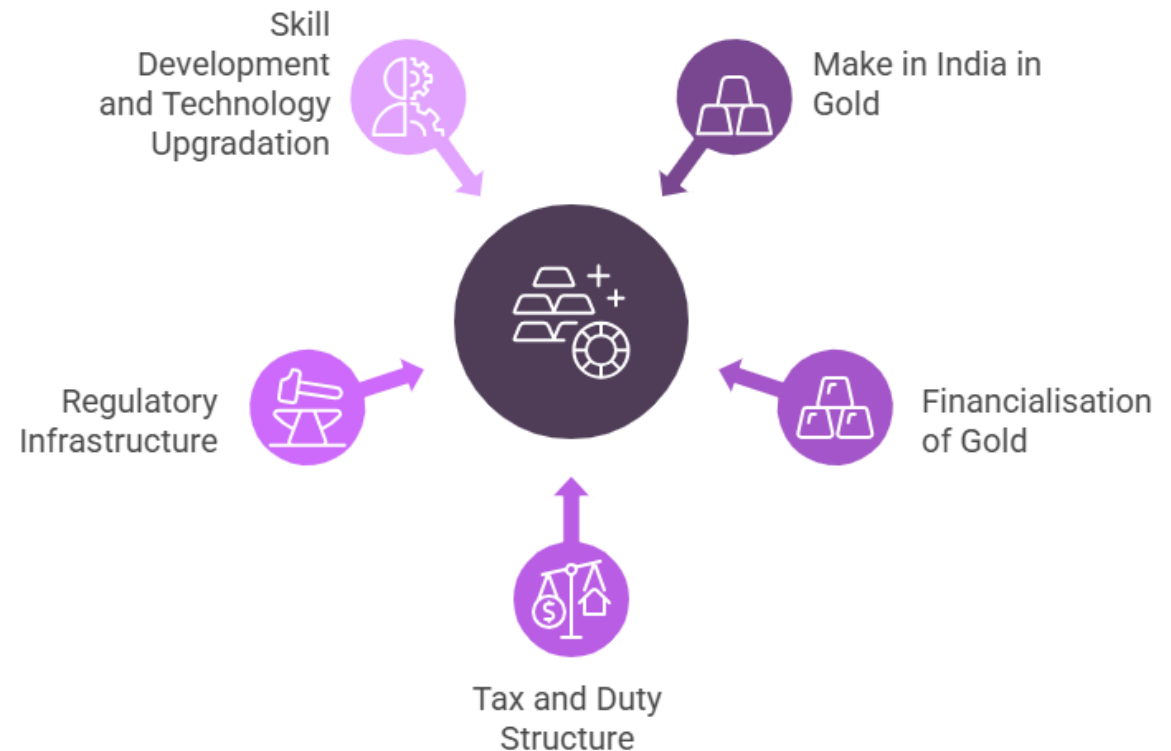 Skill
Development
and Technology
Upgradation
Make in India in
Gold
Regulatory
Infrastructure
Financialisation
of Gold
$
Tax and Duty
Structure